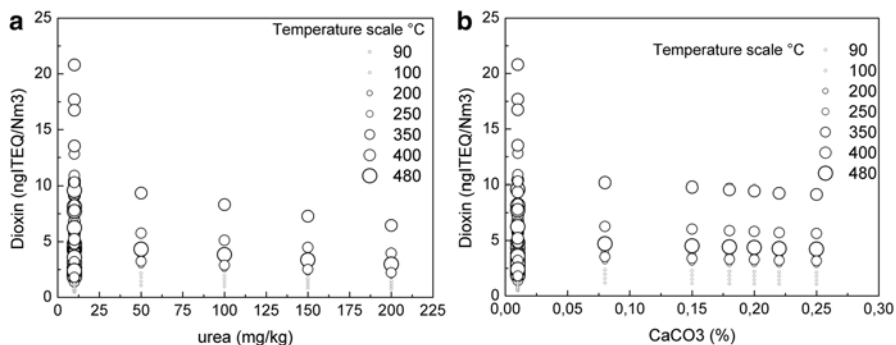 a
Temperature scale °C
90
100
200
250
350
400
480
25
20
15
10
5
0
Dioxin (ngITEQ/Nm3)
0 25 50 75 100 125 150 175 200 225
urea (mg/kg)
b
Temperature scale °C
90
100
200
250
350
400
480
25
20
15
10
5
0
Dioxin (ngITEQ/Nm3)
0,00 0,05 0,10 0,15 0,20 0,25 0,30
CaCO3 (%)